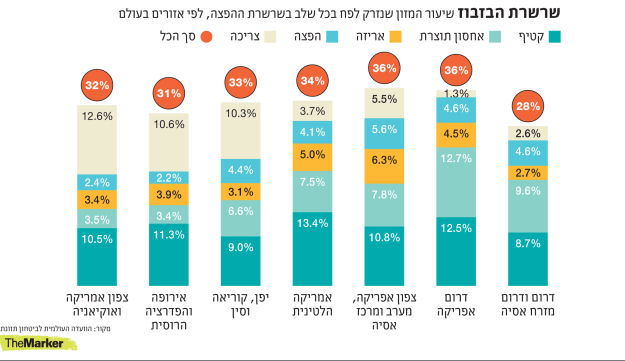 שרשרת הבזבוז שיעור המזון שנזרק לפח בכל שלב בשרשרת ההפצה, לפי אזורים בעולם
קטיף אחסון תוצרת אריזה הפצה צריכה סך הכל
32% 31% 33% 34% 36% 36% 28%
12.6% 10.6% 10.3% 3.7% 5.5% 1.3% 2.6%
2.4% 2.2% 4.4% 4.1% 5.6% 4.6% 4.6%
3.4% 3.9% 3.1% 5.0% 6.3% 4.5% 2.7%
3.5% 3.4% 6.6% 7.5% 7.8% 12.7% 9.6%
10.5% 11.3% 9.0% 13.4% 10.8% 12.5% 8.7%
דרום ודרום
מזרח אסיה
דרום
אפריקה
צפון אפריקה,
מערב ומרכז
אסיה
אמריקה
הלטינית
יפן, קוריאה
וסין
אירופה
והפדרציה
הרוסית
צפון אמריקה
ואוקיאניה
מקור: הוועדה העולמית לביטחון תזונתי
TheMarker